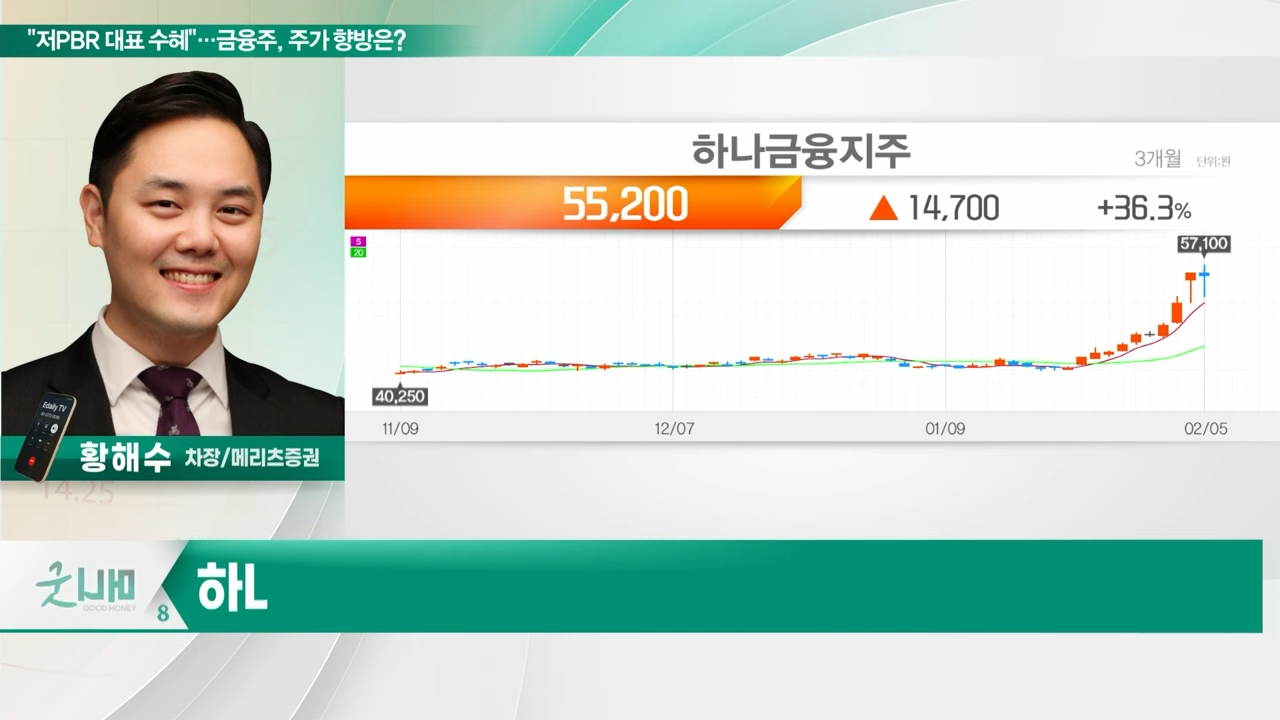 "저PBR 대표 수혜"…금융주, 주가 향방은?
하나금융지주
3개월 단위:원
55,200 ▲ 14,700 +36.3%
5
20
57,100
40,250
11/09 12/07 01/09 02/05
Edaily TV
황해수 차장/메리츠증권
14.25
굿머니
GOOD MONEY
8
하L